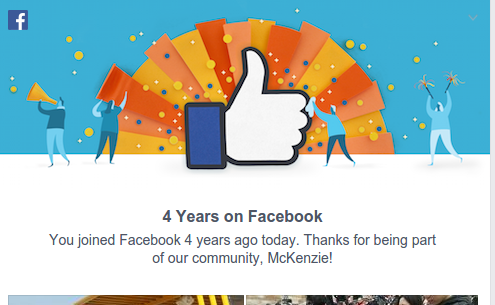 f
4 Years on Facebook
You joined Facebook 4 years ago today. Thanks for being part
of our community, McKenzie!